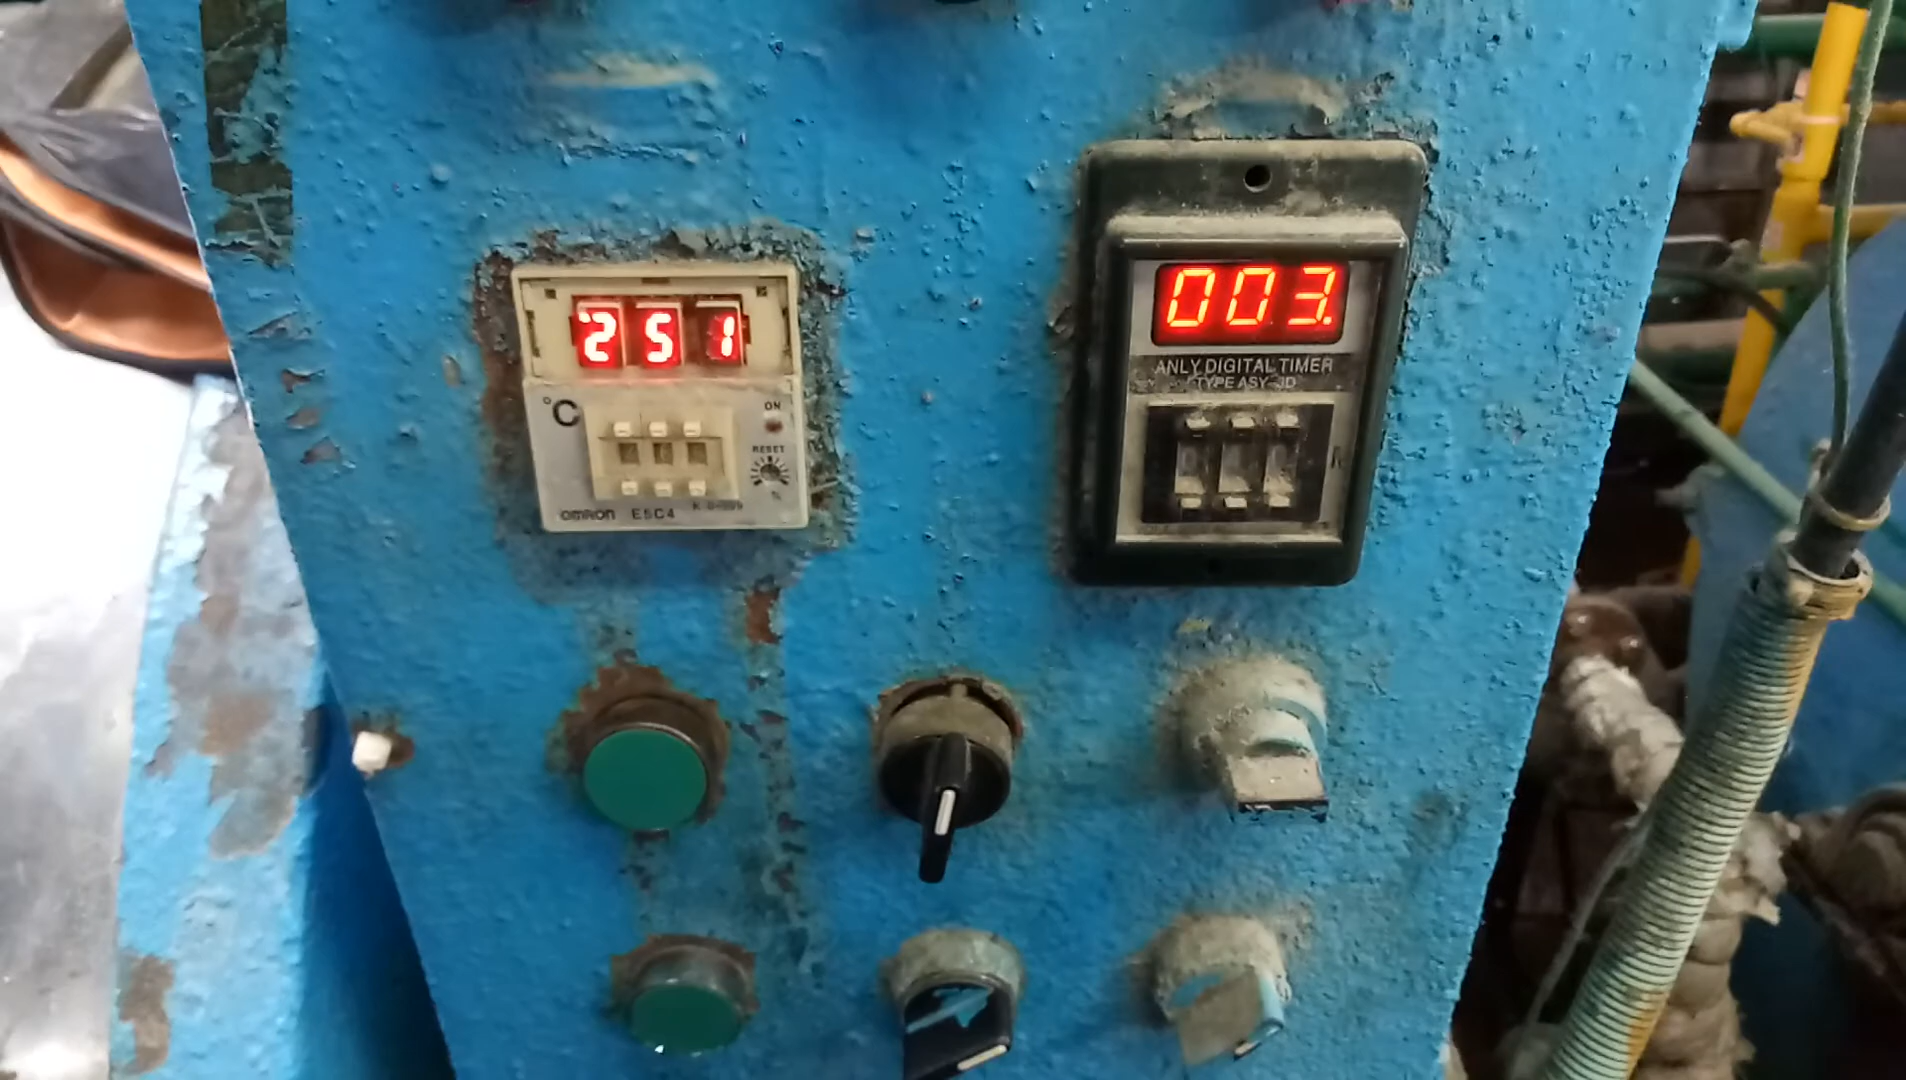 251
°C
ON
RESET
OMRON E5C4
003.
ANLY DIGITAL TIMER
TYPE ASY-3D